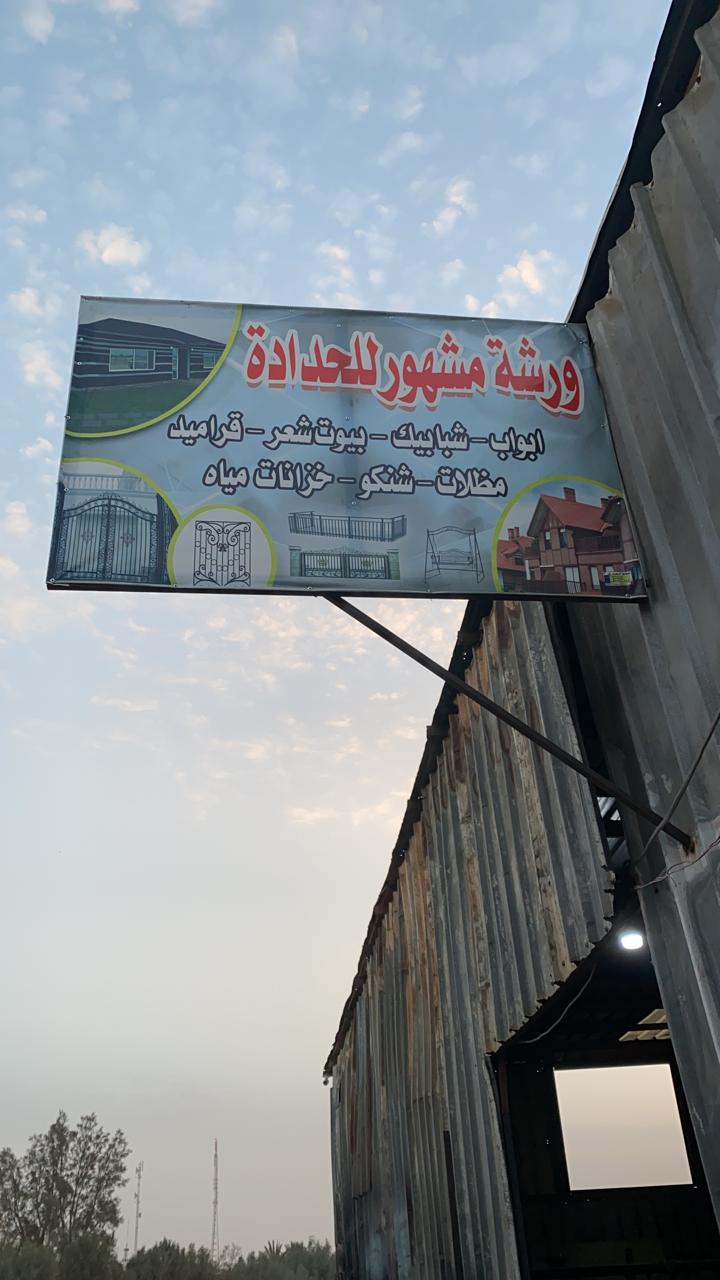 ورشة مشهور للحدادة
ابواب - شبابيك - بيوت شعر - قراميد
مظلات - شنكو - خزانات مياه